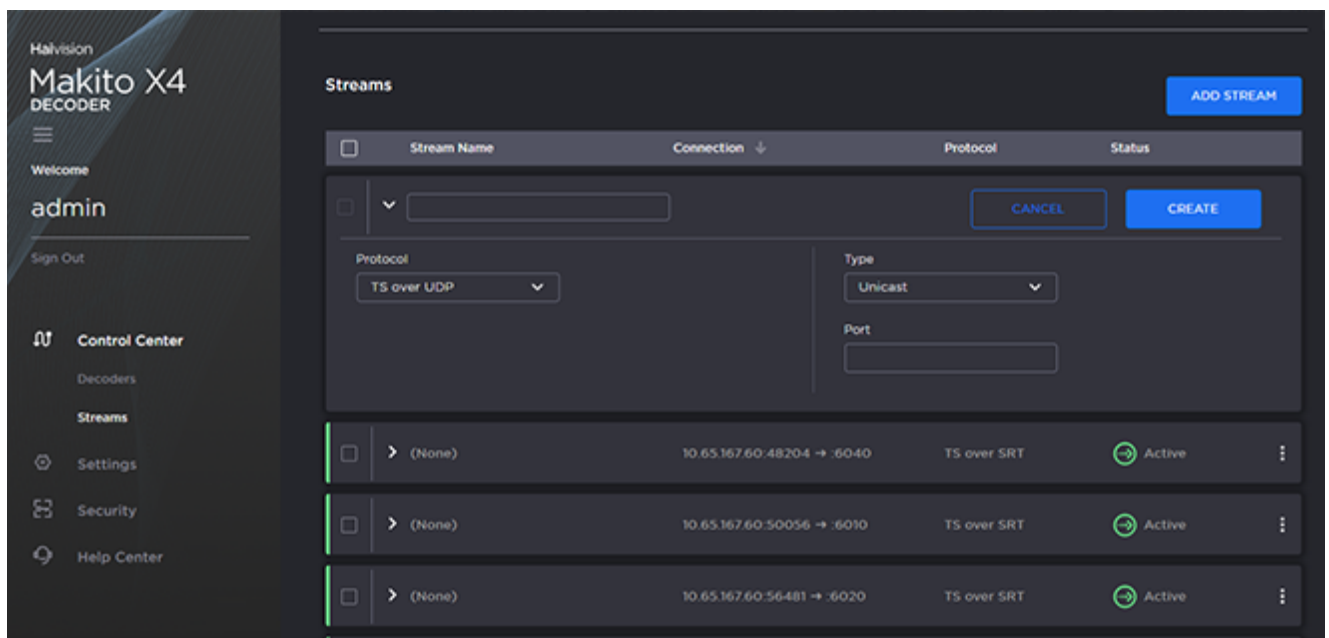 Haivision
Makito X4
DECODER
Welcome
admin
Sign Out
Control Center
Decoders
Streams
Settings
Security
Help Center
Streams
ADD STREAM
Stream Name Connection Protocol Status
CANCEL CREATE
Protocol Type
TS over UDP Unicast
Port
(None) 10.65.167.60:48204 → :6040 TS over SRT Active
(None) 10.65.167.60:50056 → :6010 TS over SRT Active
(None) 10.65.167.60:56481 → :6020 TS over SRT Active